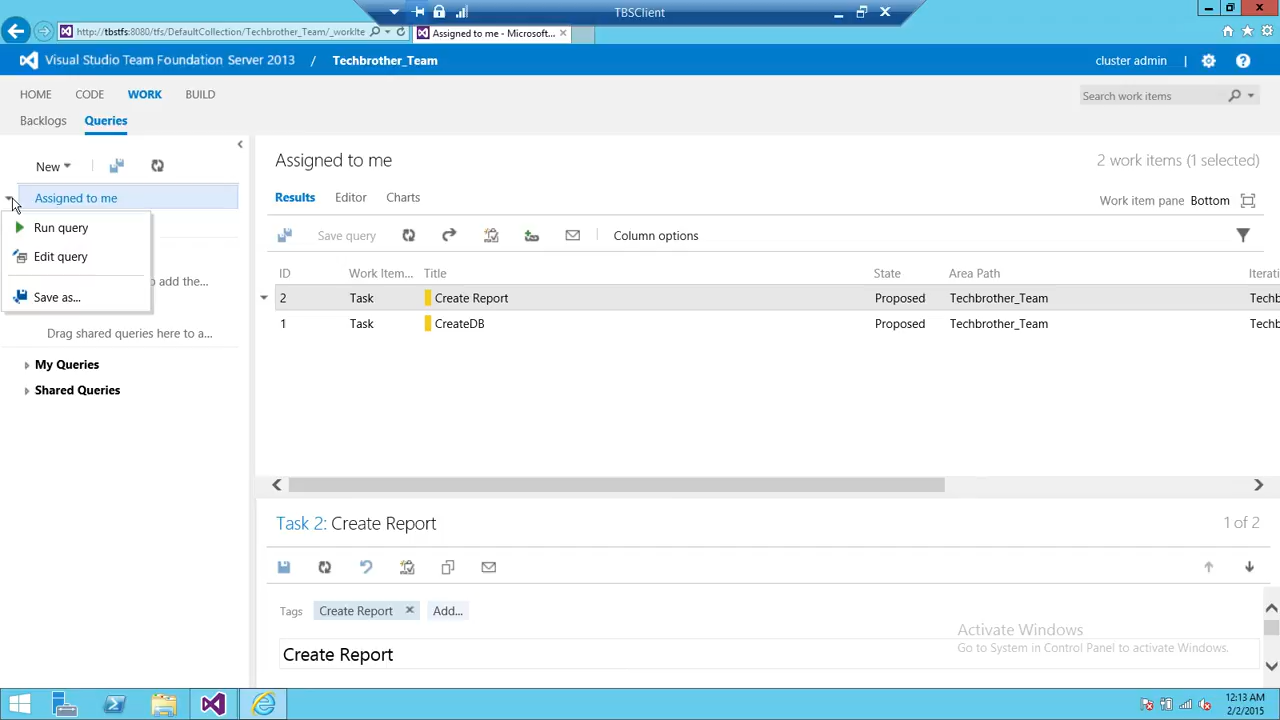 TBSClient
http://tbstfs:8080/tfs/DefaultCollection/Techbrother_Team/_workIte
Assigned to me - Microsoft...
Visual Studio Team Foundation Server 2013 / Techbrother_Team
cluster admin
HOME CODE WORK BUILD
Search work items
Backlogs Queries
New
Assigned to me
Run query
Edit query
Save as...
o add the...
Drag shared queries here to a...
My Queries
Shared Queries
Assigned to me
2 work items (1 selected)
Results Editor Charts
Work item pane Bottom
Save query
Column options
ID Work Item... Title State Area Path Iterati
2 Task Create Report Proposed Techbrother_Team Techb
1 Task CreateDB Proposed Techbrother_Team Techb
Task 2: Create Report
1 of 2
Tags Create Report Add...
Create Report
Activate Windows
Go to System in Control Panel to activate Windows.
12:13 AM
2/2/2015